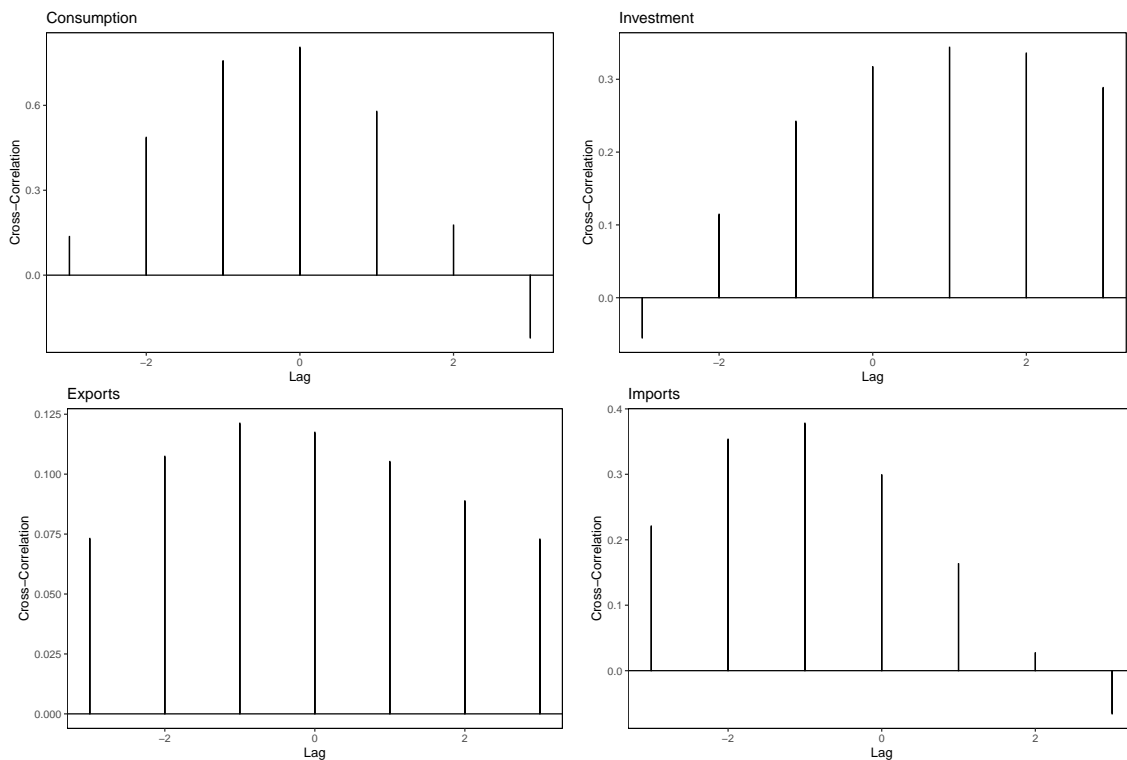 Consumption
Cross−Correlation
0.6
0.3
0.0
−2
0
2
Lag
Investment
Cross−Correlation
0.3
0.2
0.1
0.0
−2
0
2
Lag
Exports
Cross−Correlation
0.125
0.100
0.075
0.050
0.025
0.000
−2
0
2
Lag
Imports
Cross−Correlation
0.4
0.3
0.2
0.1
0.0
−2
0
2
Lag